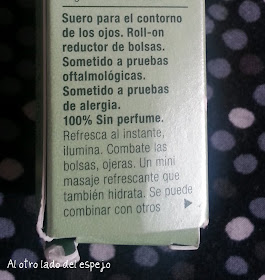 Suero para el contorno
de los ojos. Roll-on
reductor de bolsas.
Sometido a pruebas
oftalmológicas.
Sometido a pruebas
de alergia.
100% Sin perfume.
Refresca al instante,
ilumina. Combate las
bolsas, ojeras. Un mini
masaje refrescante que
también hidrata. Se puede
combinar con otros
Al otro lado del espejo